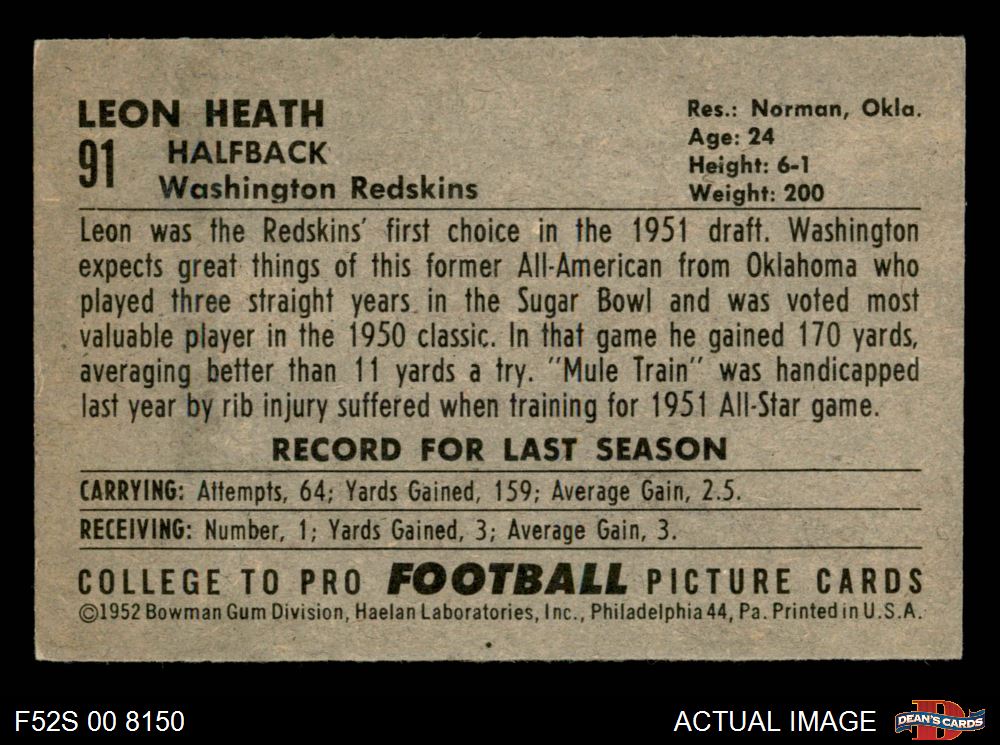 LEON HEATH
91 HALFBACK
Washington Redskins
Res.: Norman, Okla.
Age: 24
Height: 6-1
Weight: 200
Leon was the Redskins' first choice in the 1951 draft. Washington
expects great things of this former All-American from Oklahoma who
played three straight years in the Sugar Bowl and was voted most
valuable player in the 1950 classic. In that game he gained 170 yards,
averaging better than 11 yards a try. "Mule Train" was handicapped
last year by rib injury suffered when training for 1951 All-Star game.
RECORD FOR LAST SEASON
CARRYING: Attempts, 64; Yards Gained, 159; Average Gain, 2.5.
RECEIVING: Number, 1; Yards Gained, 3; Average Gain, 3.
COLLEGE TO PRO FOOTBALL PICTURE CARDS
©1952 Bowman Gum Division, Haelan Laboratories, Inc., Philadelphia 44, Pa. Printed in U.S.A.
F52S 00 8150
ACTUAL IMAGE
D
DEAN'S CARDS